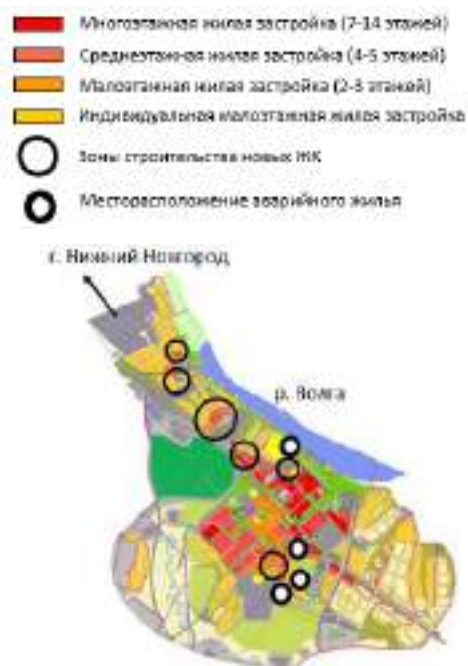 Многоэтажная жилая застройка (7-14 этажей)
Среднеэтажная жилая застройка (4-5 этажей)
Малоэтажная жилая застройка (2-3 этажей)
Индивидуальная малоэтажная жилая застройка
Зоны строительства новых ЖК
Месторасположение аварийного жилья
г. Нижний Новгород
р. Волга